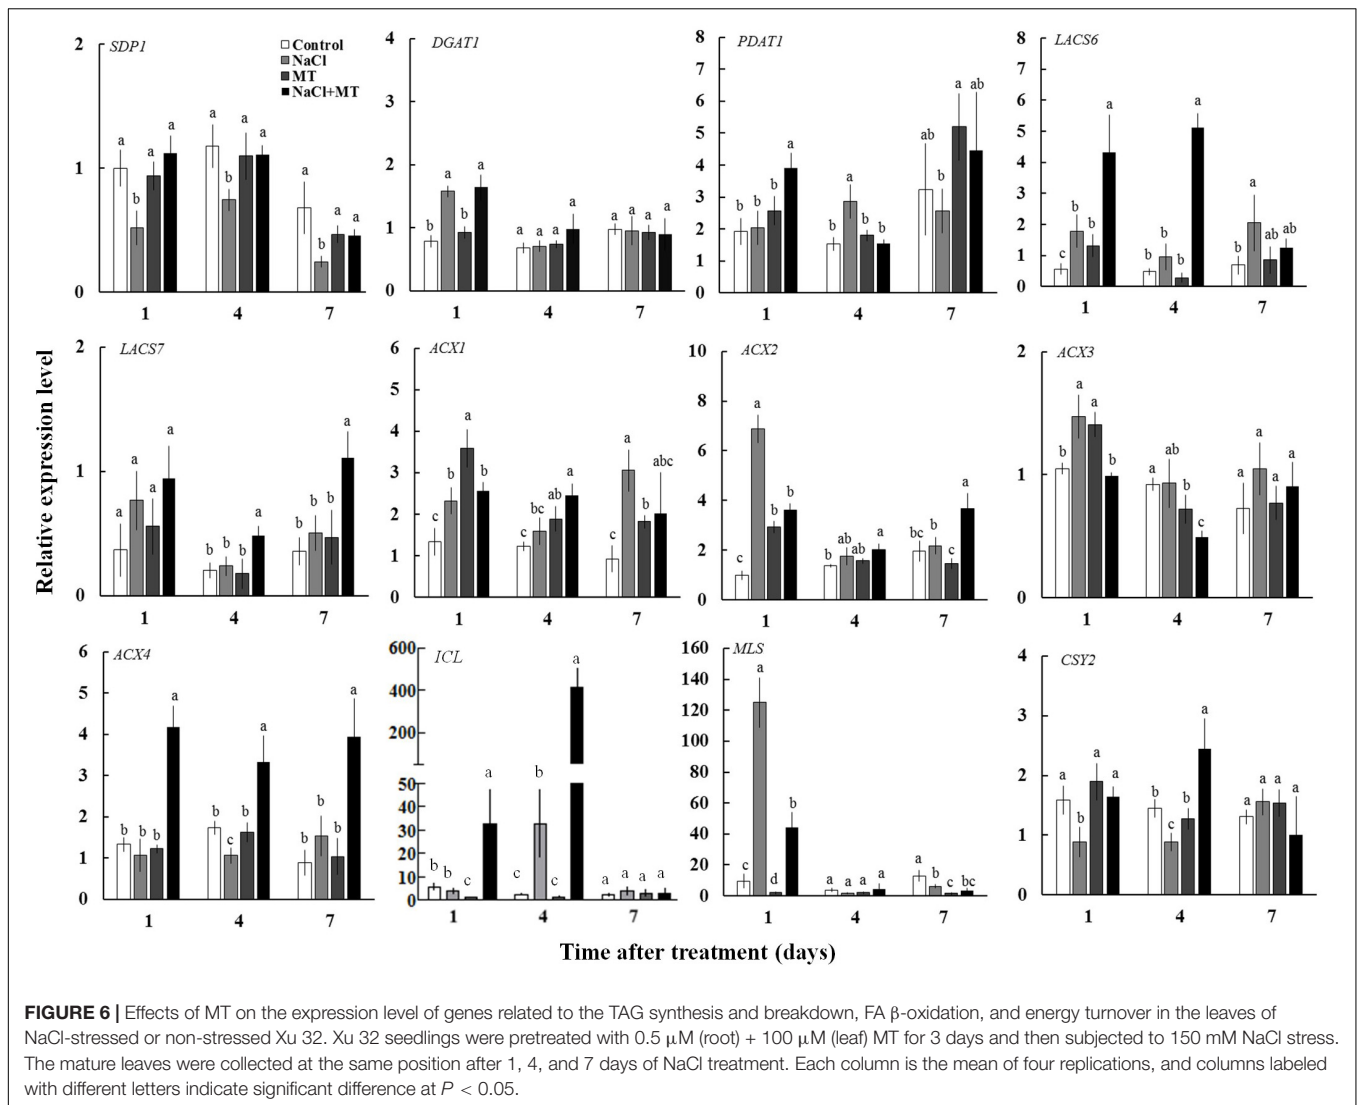 SDP1
2
1
0
a
b
a
a
a
b
a
a
a
b
a
a
1 4 7
Control
NaCl
MT
NaCl+MT
DGAT1
4
3
2
1
0
b
a
b
a
a
a
a
a
a
a
a
a
1 4 7
PDAT1
8
7
6
5
4
3
2
1
0
b
b
b
a
b
a
b
b
ab
b
a
ab
1 4 7
LACS6
8
7
6
5
4
3
2
1
0
c
b
b
a
b
b
b
a
b
a
ab
ab
1 4 7
Relative expression level
LACS7
2
1
0
a
a
a
a
b
b
b
a
b
b
b
a
1 4 7
ACX1
6
5
4
3
2
1
0
c
b
a
b
c
bc
ab
a
c
a
b
abc
1 4 7
ACX2
10
8
6
4
2
0
c
a
b
b
b
ab
ab
a
bc
b
c
a
1 4 7
ACX3
2
1
0
b
a
a
b
a
ab
b
c
a
a
a
a
1 4 7
ACX4
6
5
4
3
2
1
0
b
b
b
a
b
c
b
a
b
b
b
a
1 4 7
ICL
600
400
200
50
40
30
20
10
0
b
b
c
a
c
b
c
a
a
a
a
a
1 4 7
MLS
160
140
120
100
80
60
40
20
0
c
a
d
b
a
a
a
a
a
b
c
bc
1 4 7
CSY2
4
3
2
1
0
a
b
a
a
b
c
b
a
a
a
a
a
1 4 7
Time after treatment (days)
FIGURE 6 | Effects of MT on the expression level of genes related to the TAG synthesis and breakdown, FA β-oxidation, and energy turnover in the leaves of
NaCl-stressed or non-stressed Xu 32. Xu 32 seedlings were pretreated with 0.5 μM (root) + 100 μM (leaf) MT for 3 days and then subjected to 150 mM NaCl stress.
The mature leaves were collected at the same position after 1, 4, and 7 days of NaCl treatment. Each column is the mean of four replications, and columns labeled
with different letters indicate significant difference at P < 0.05.